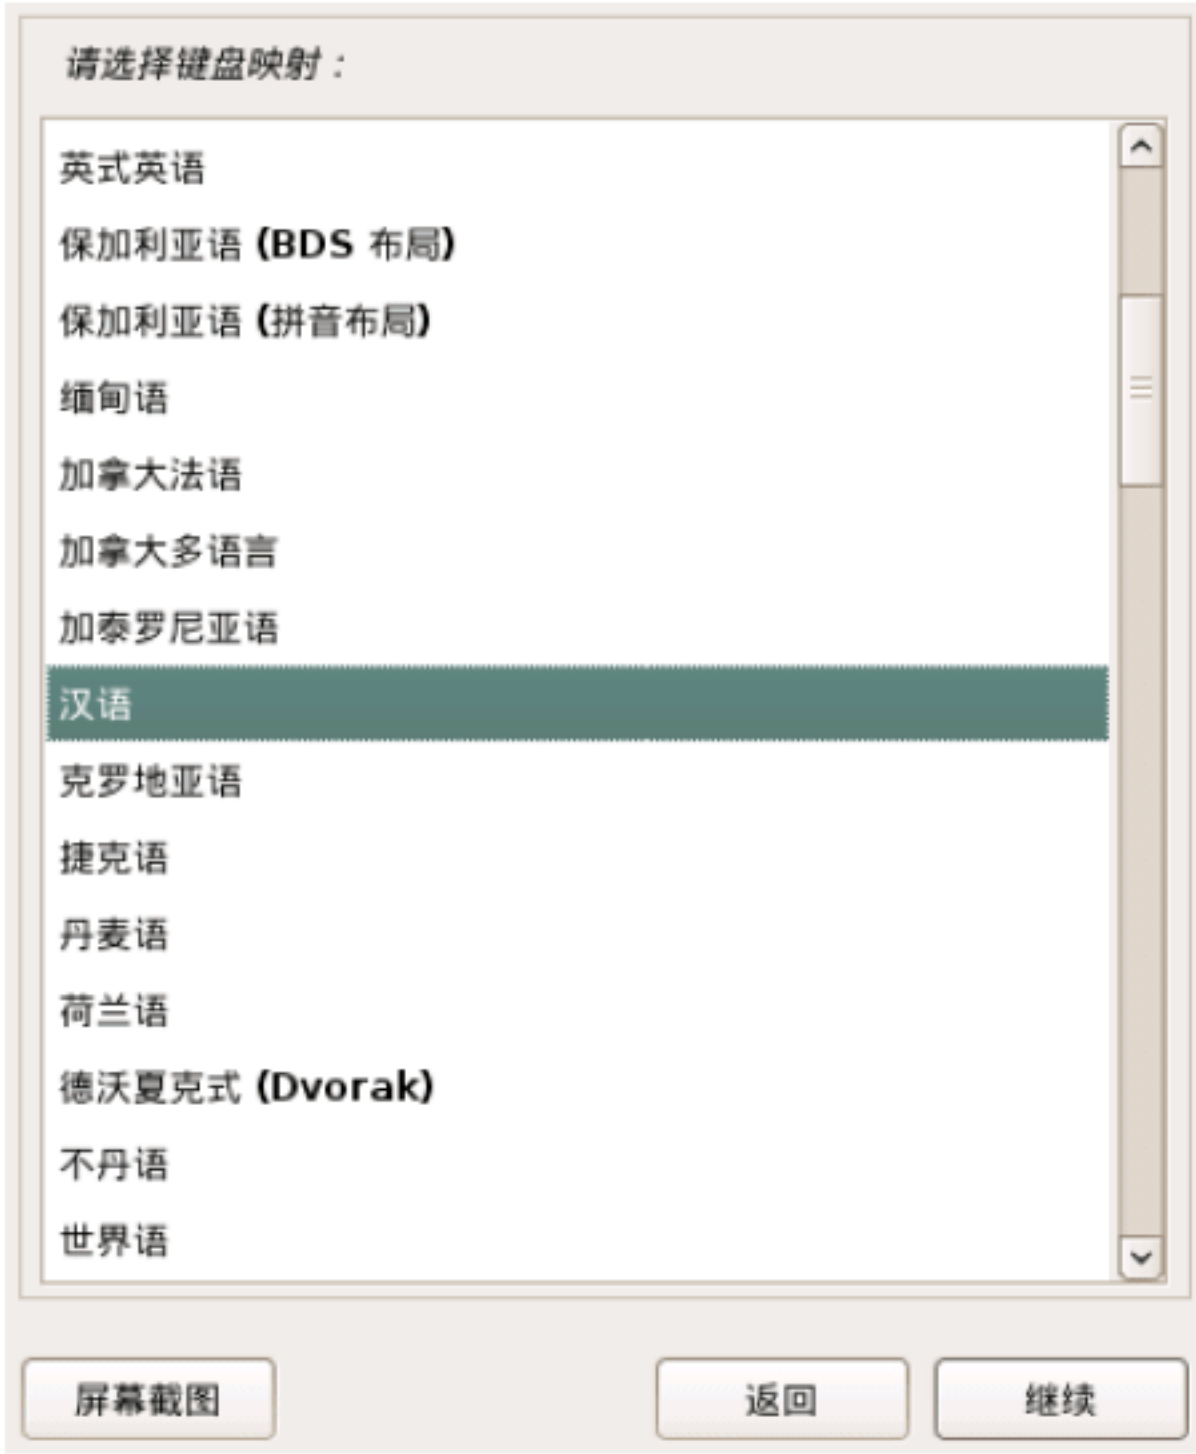 请选择键盘映射：
英式英语
保加利亚语 (BDS 布局)
保加利亚语 (拼音布局)
缅甸语
加拿大法语
加拿大多语言
加泰罗尼亚语
汉语
克罗地亚语
捷克语
丹麦语
荷兰语
德沃夏克式 (Dvorak)
不丹语
世界语
屏幕截图 返回 继续